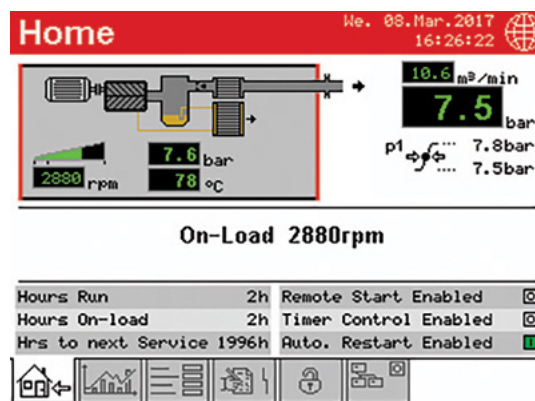 Home
We. 08.Mar.2017
16:26:22
10.6 m³/min
7.5 bar
p1
7.8bar
7.5bar
7.6 bar
2880 rpm
78 °C
On-Load 2880rpm
Hours Run 2h
Remote Start Enabled
Hours On-load 2h
Timer Control Enabled
Hrs to next Service 1996h
Auto. Restart Enabled